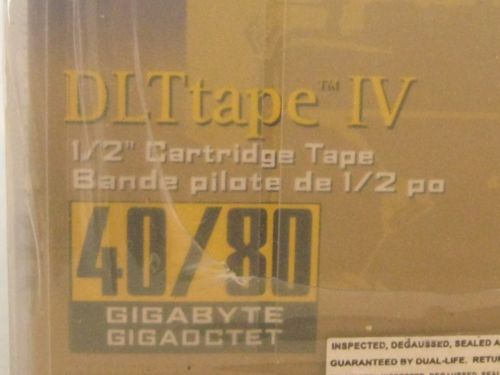 DLTtape™ IV
1/2" Cartridge Tape
Bande pilote de 1/2 po
40/80
GIGABYTE
GIGAOCTET
INSPECTED, DEGAUSSED, SEALED A
GUARANTEED BY DUAL-LIFE. RETUR